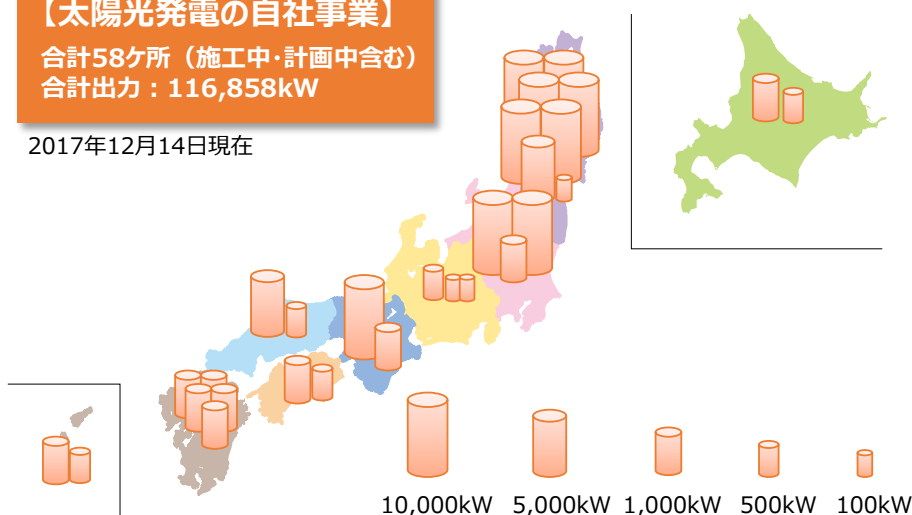 【太陽光発電の自社事業】
合計58ケ所（施工中･計画中含む）
合計出力：116,858kW
2017年12月14日現在
10,000kW 5,000kW 1,000kW 500kW 100kW